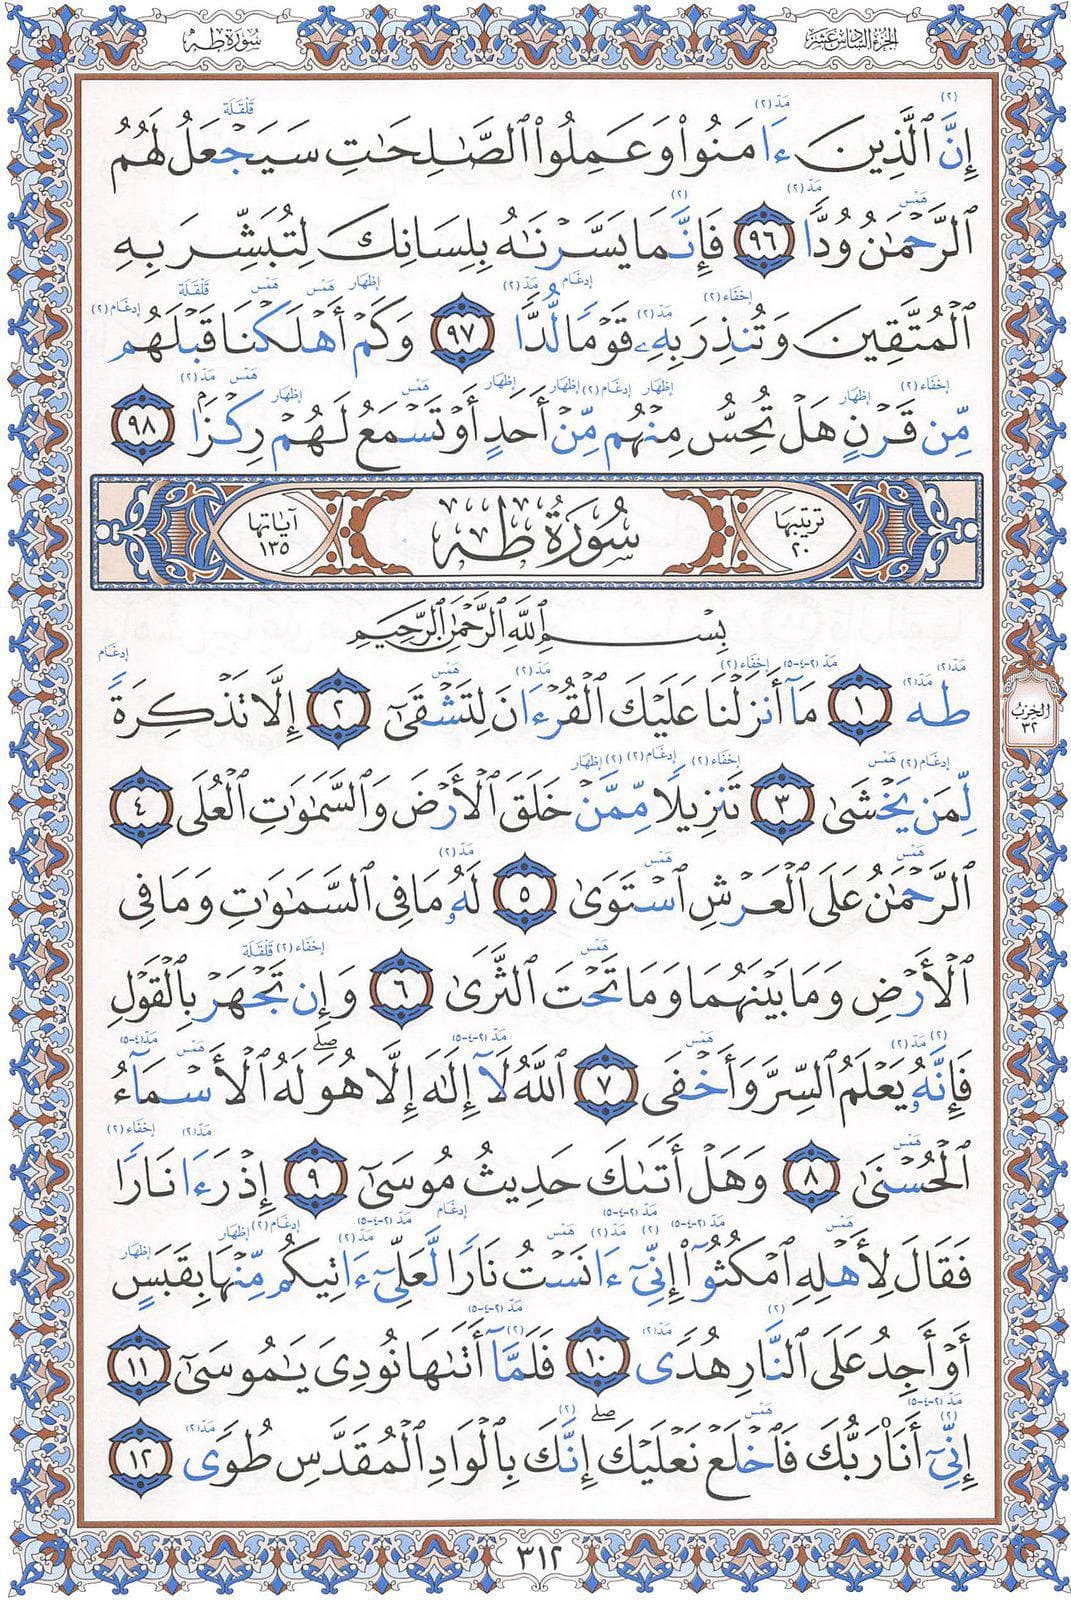 الجزء السادس عشر
سورة طه
إِنَّ ٱلَّذِينَ ءَامَنُوا۟ وَعَمِلُوا۟ ٱلصَّـٰلِحَـٰتِ سَيَجْعَلُ لَهُمُ
ٱلرَّحْمَـٰنُ وُدًّا ٩٦ فَإِنَّمَا يَسَّرْنَـٰهُ بِلِسَانِكَ لِتُبَشِّرَ بِهِ
ٱلْمُتَّقِينَ وَتُنذِرَ بِهِۦ قَوْمًا لُّدًّا ٩٧ وَكَمْ أَهْلَكْنَا قَبْلَهُم
مِّن قَرْنٍ هَلْ تُحِسُّ مِنْهُم مِّنْ أَحَدٍ أَوْ تَسْمَعُ لَهُمْ رِكْزًۢا ٩٨
ترتيبها ٢٠
سُورَةُ طه
آياتها ١٣٥
بِسْمِ ٱللَّهِ ٱلرَّحْمَـٰنِ ٱلرَّحِيمِ
طه ١ مَآ أَنزَلْنَا عَلَيْكَ ٱلْقُرْءَانَ لِتَشْقَىٰٓ ٢ إِلَّا تَذْكِرَةً
لِّمَن يَخْشَىٰ ٣ تَنزِيلًا مِّمَّنْ خَلَقَ ٱلْأَرْضَ وَٱلسَّمَـٰوَٰتِ ٱلْعُلَى ٤
ٱلرَّحْمَـٰنُ عَلَى ٱلْعَرْشِ ٱسْتَوَىٰ ٥ لَهُۥ مَا فِى ٱلسَّمَـٰوَٰتِ وَمَا فِى
ٱلْأَرْضِ وَمَا بَيْنَهُمَا وَمَا تَحْتَ ٱلثَّرَىٰ ٦ وَإِن تَجْهَرْ بِٱلْقَوْلِ
فَإِنَّهُۥ يَعْلَمُ ٱلسِّرَّ وَأَخْفَى ٧ ٱللَّهُ لَآ إِلَـٰهَ إِلَّا هُوَ ۖ لَهُ ٱلْأَسْمَآءُ
ٱلْحُسْنَىٰ ٨ وَهَلْ أَتَىٰكَ حَدِيثُ مُوسَىٰٓ ٩ إِذْ رَءَا نَارًا
فَقَالَ لِأَهْلِهِ ٱمْكُثُوٓا۟ إِنِّىٓ ءَانَسْتُ نَارًا لَّعَلِّىٓ ءَاتِيكُم مِّنْهَا بِقَبَسٍ
أَوْ أَجِدُ عَلَى ٱلنَّارِ هُدًى ١٠ فَلَمَّآ أَتَىٰهَا نُودِىَ يَـٰمُوسَىٰٓ ١١
إِنِّىٓ أَنَا۠ رَبُّكَ فَٱخْلَعْ نَعْلَيْكَ ۖ إِنَّكَ بِٱلْوَادِ ٱلْمُقَدَّسِ طُوًى ١٢
الحزب
٣٢
٣١٢